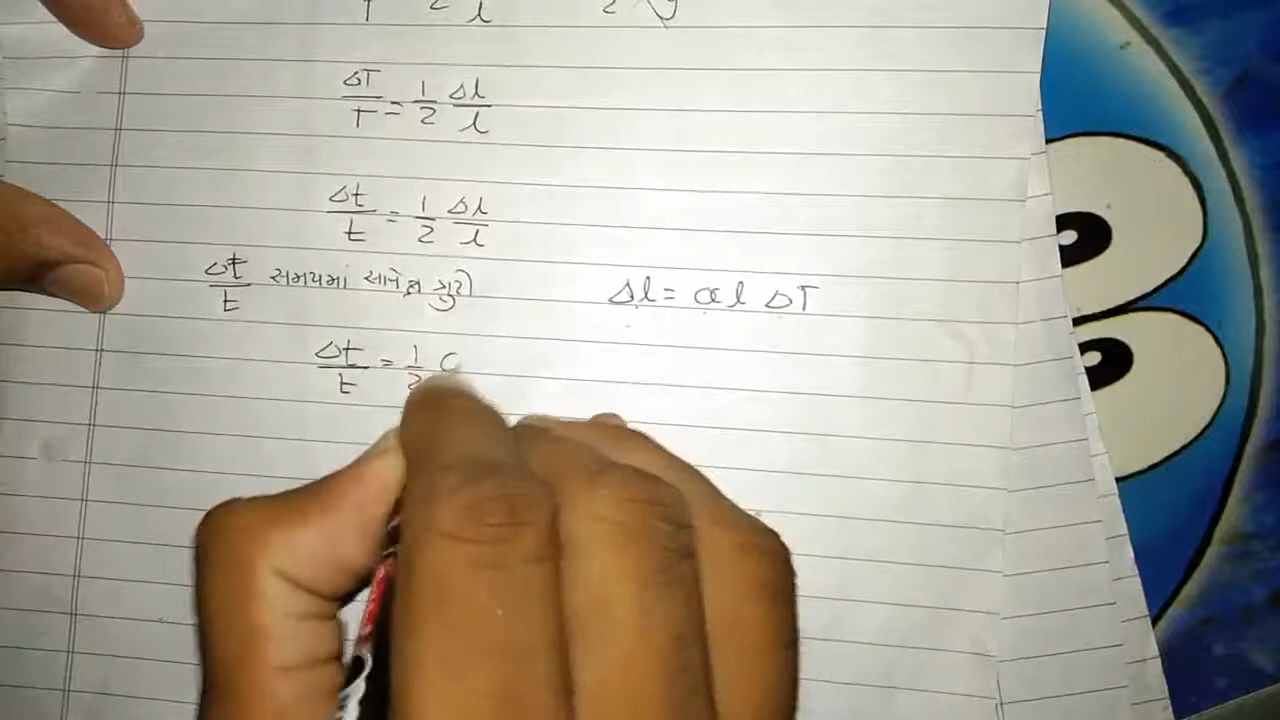 ΔT/T = 1/2 Δl/l
Δt/t = 1/2 Δl/l
Δt/t સમયમાં સાપેક્ષ ત્રુટી
Δl = αl ΔT
Δt/t = 1/2